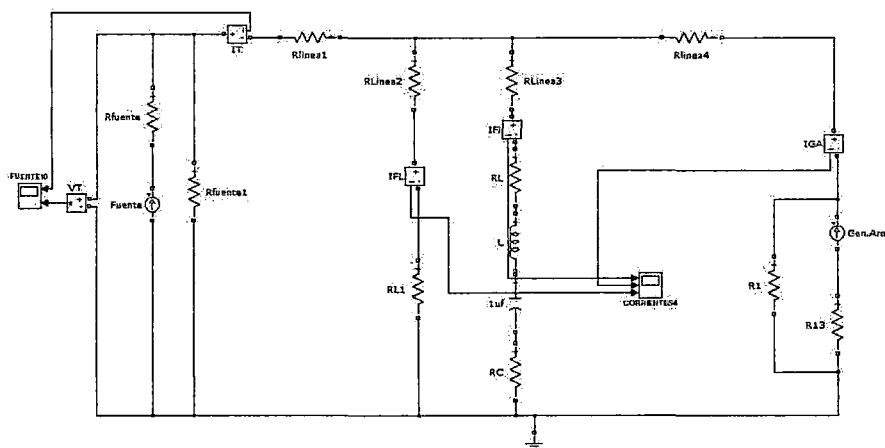 IT
Rlinea1
Rlinea4
RLinea2
RLinea3
Rfuente
IFi
IGA
FUENTE10
VT
IFL
RL
Fuente
Rfuente1
L
Gen.Arm
R1
RL1
1uf
CORRIENTES4
R13
RC